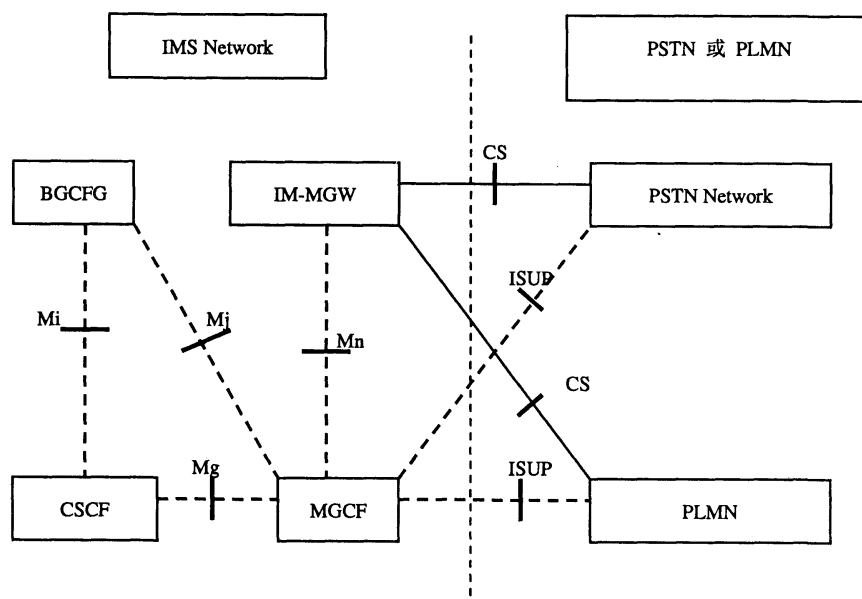 IMS Network
PSTN 或 PLMN
CS
BGCFG
IM-MGW
PSTN Network
ISUP
Mi
Mj
Mn
CS
Mg
ISUP
CSCF
MGCF
PLMN